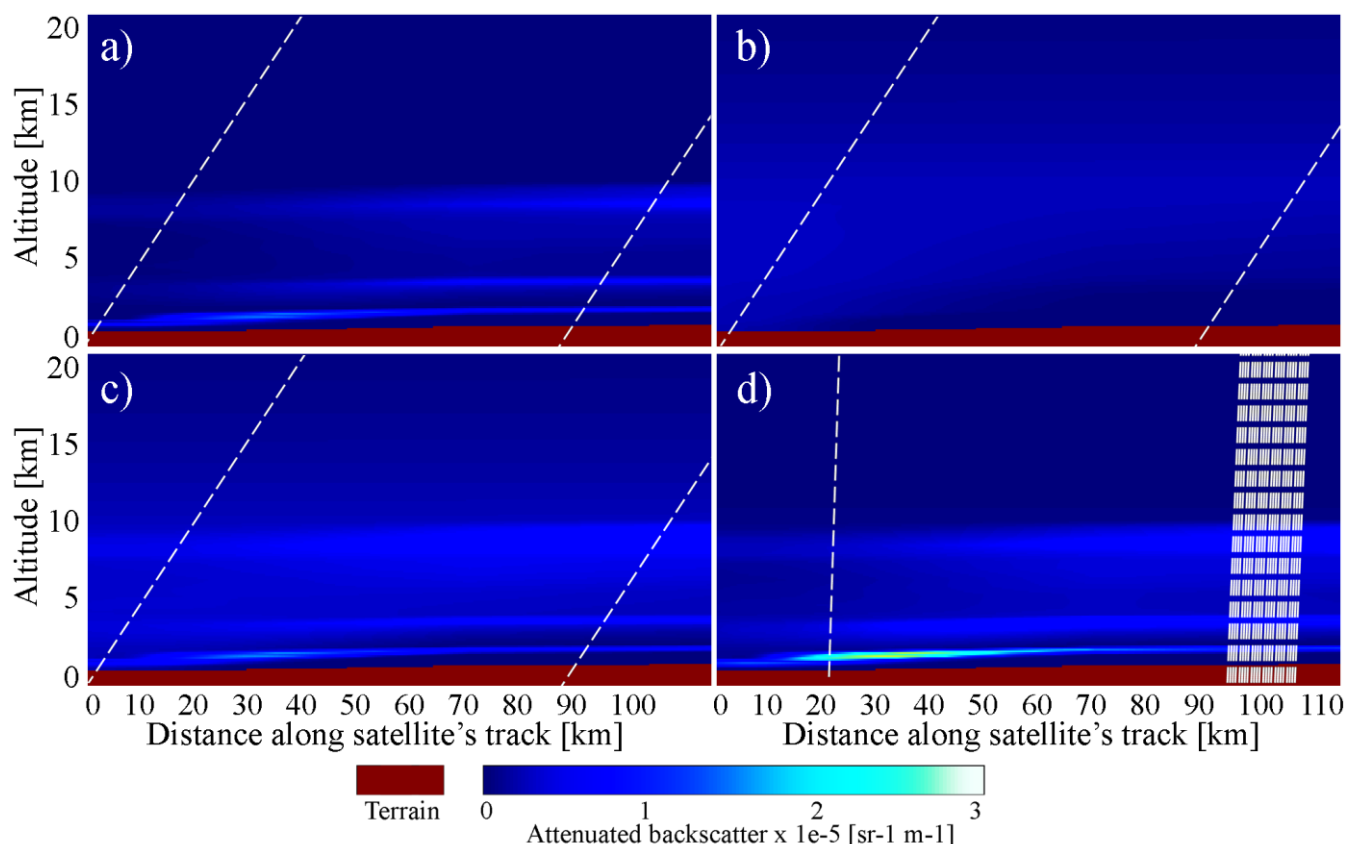 a)
b)
20
15
10
5
0
Altitude [km]
c)
d)
20
15
10
5
0
Altitude [km]
0 10 20 30 40 50 60 70 80 90 100
0 10 20 30 40 50 60 70 80 90 100 110
Distance along satellite's track [km]
Distance along satellite's track [km]
Terrain
0 1 2 3
Attenuated backscatter x 1e-5 [sr-1 m-1]